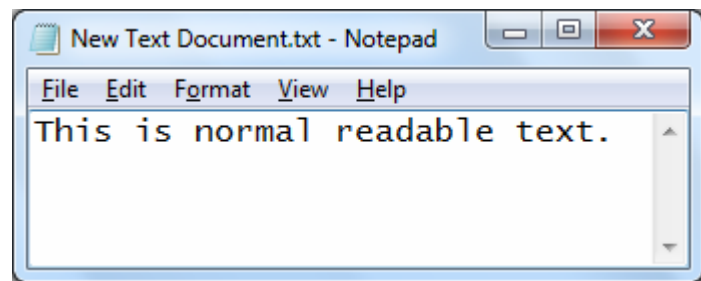 New Text Document.txt - Notepad
File Edit Format View Help
This is normal readable text.